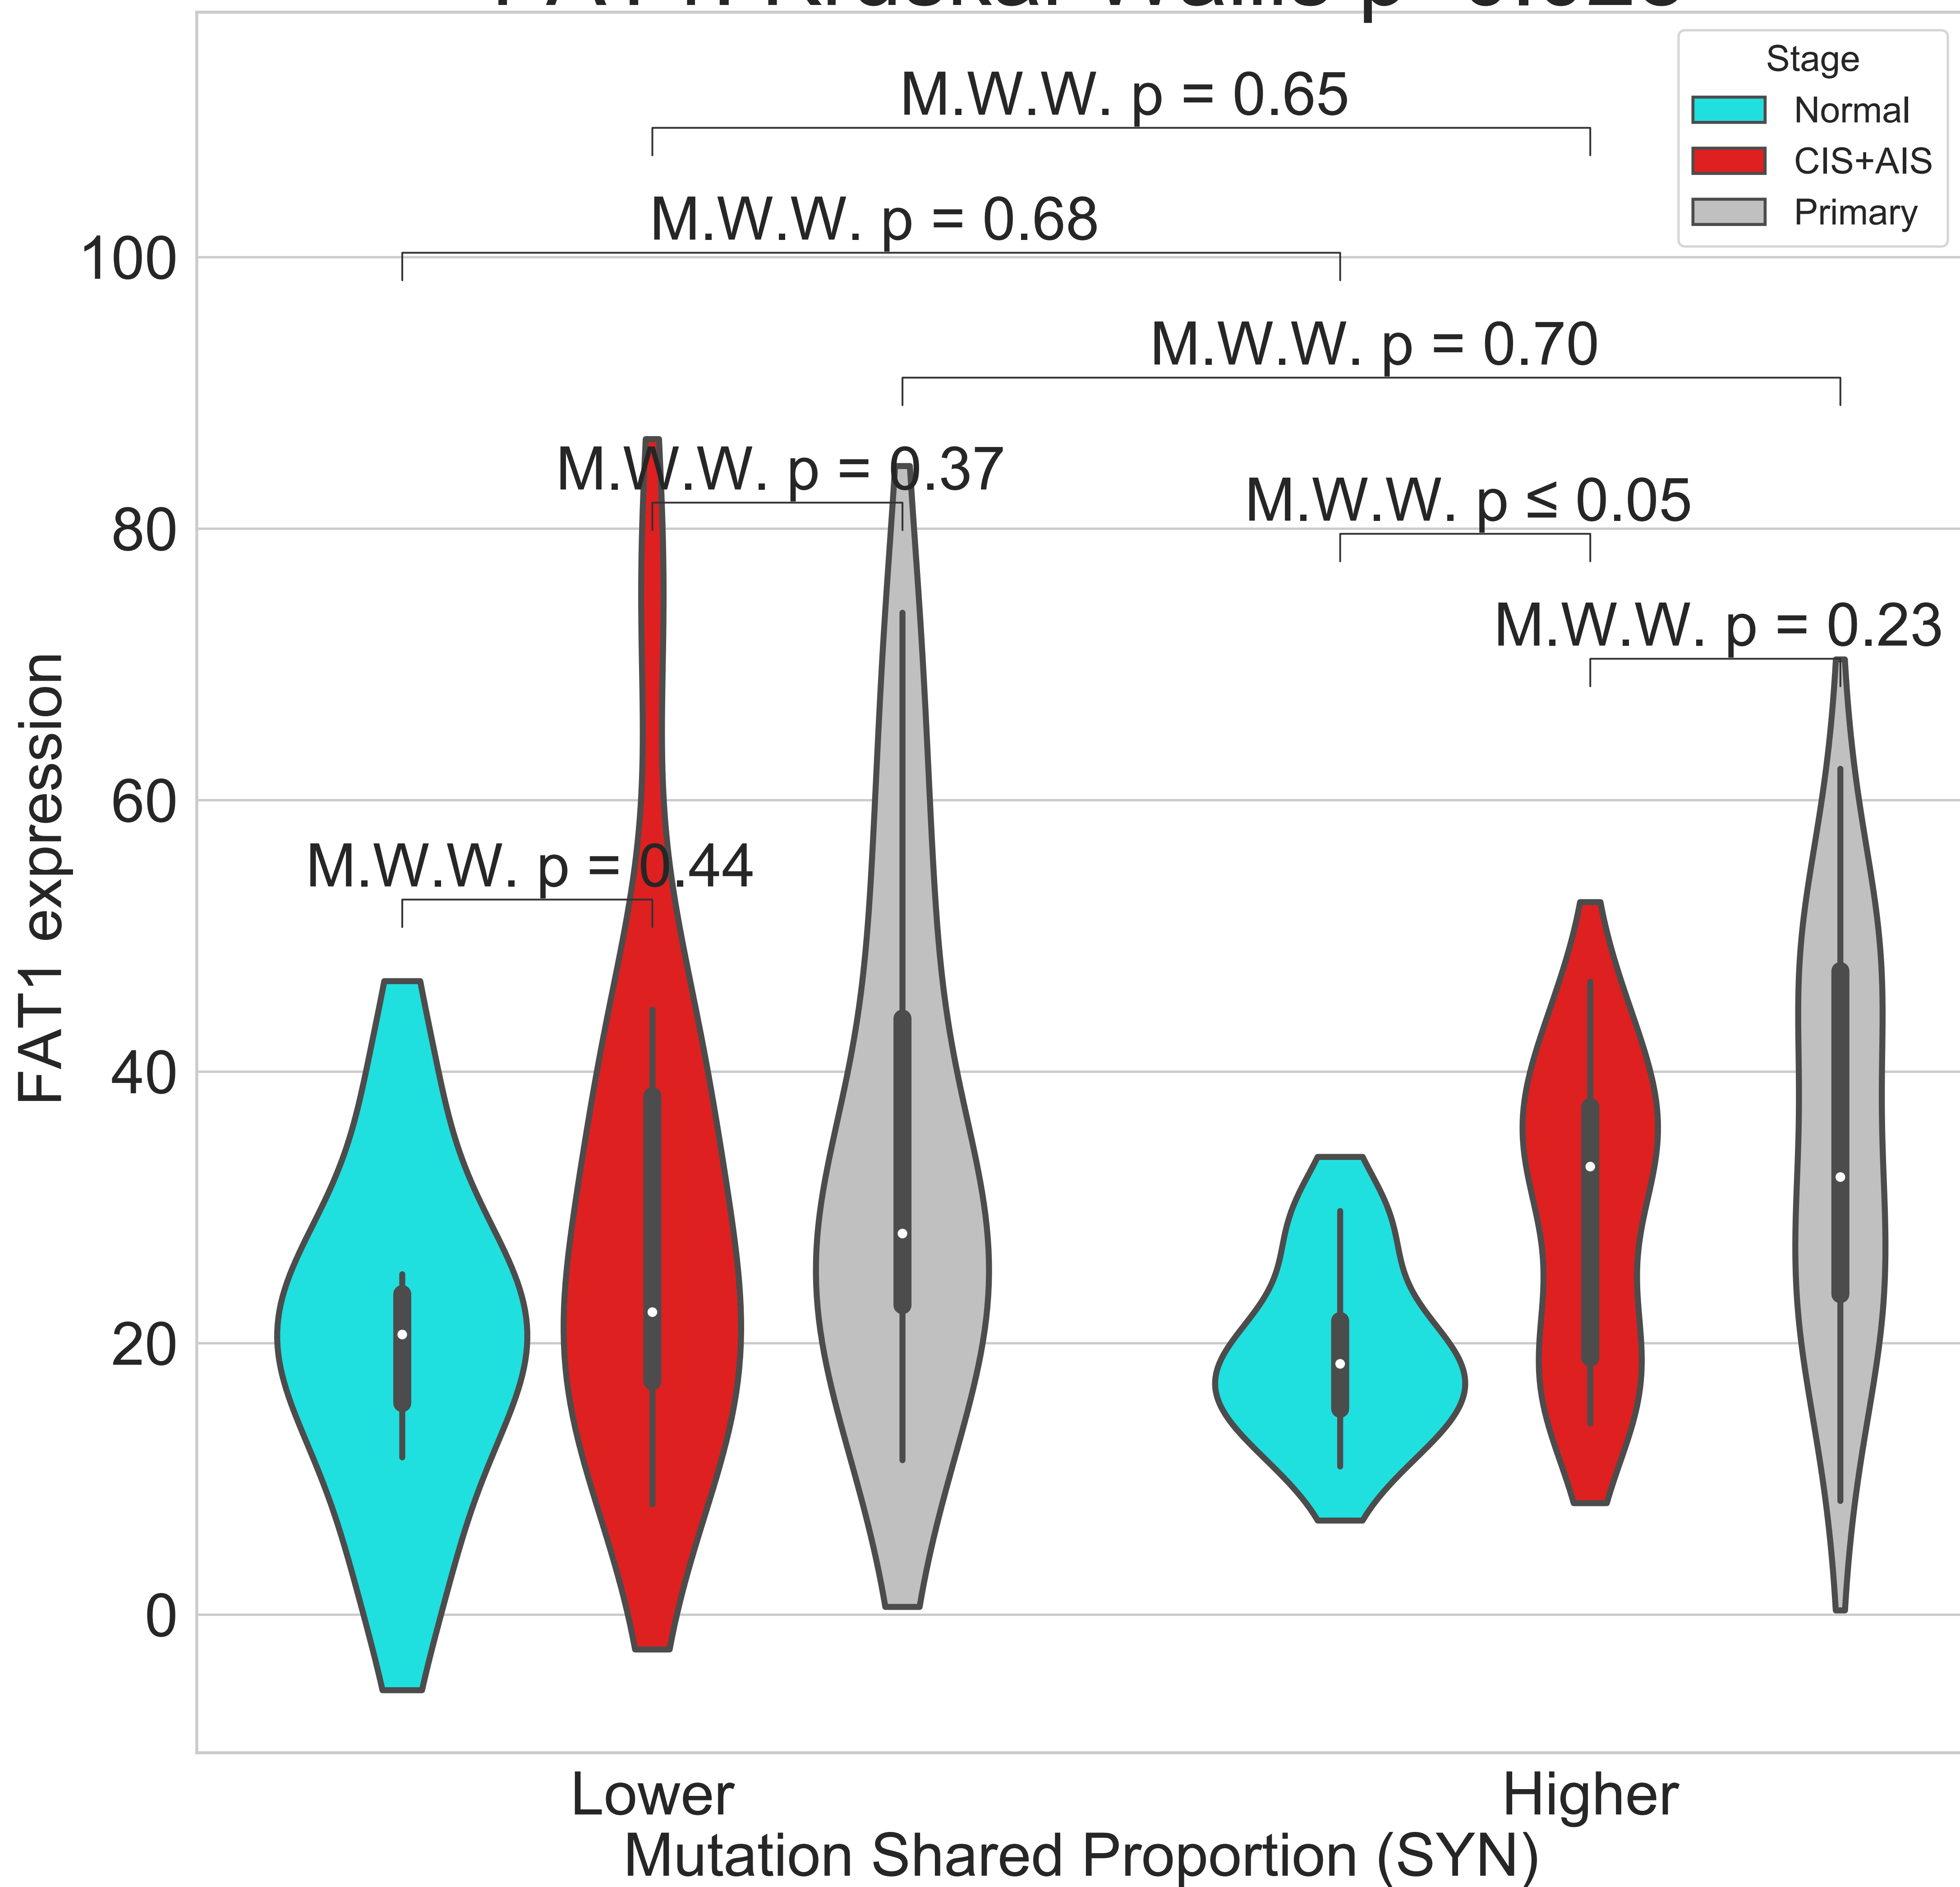 Stage
Normal
CIS+AIS
Primary
M.W.W. p = 0.65
M.W.W. p = 0.68
M.W.W. p = 0.70
M.W.W. p = 0.37
M.W.W. p ≤ 0.05
M.W.W. p = 0.23
M.W.W. p = 0.44
100
80
60
40
20
0
FAT1 expression
Lower
Higher
Mutation Shared Proportion (SYN)